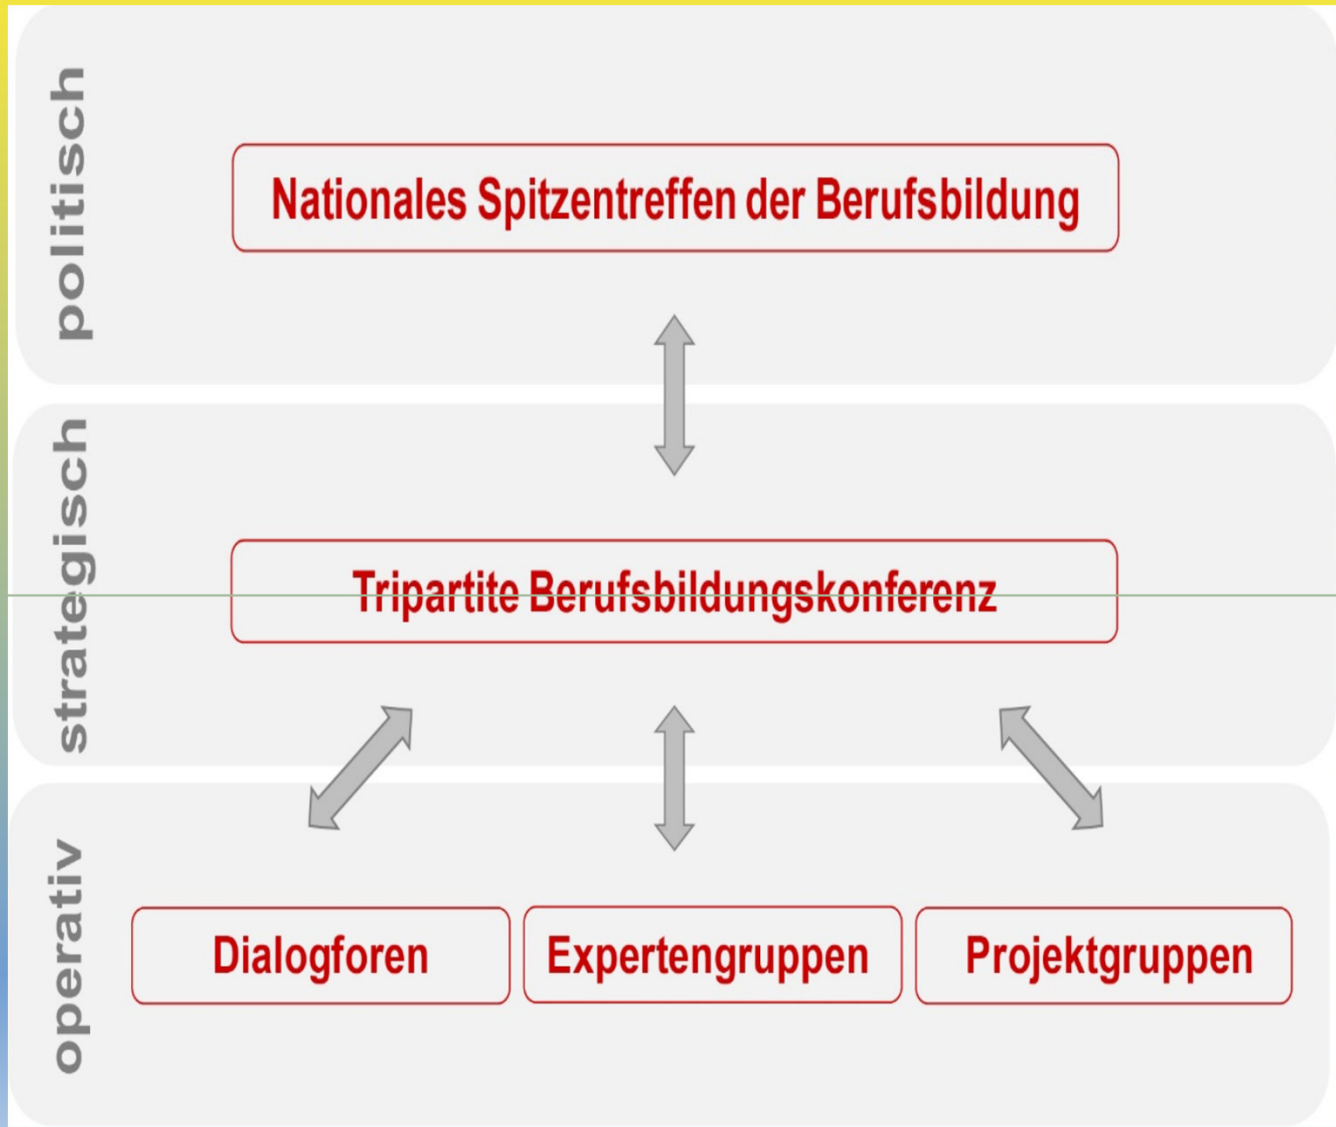 politisch
Nationales Spitzentreffen der Berufsbildung
strategisch
Tripartite Berufsbildungskonferenz
operativ
Dialogforen
Expertengruppen
Projektgruppen